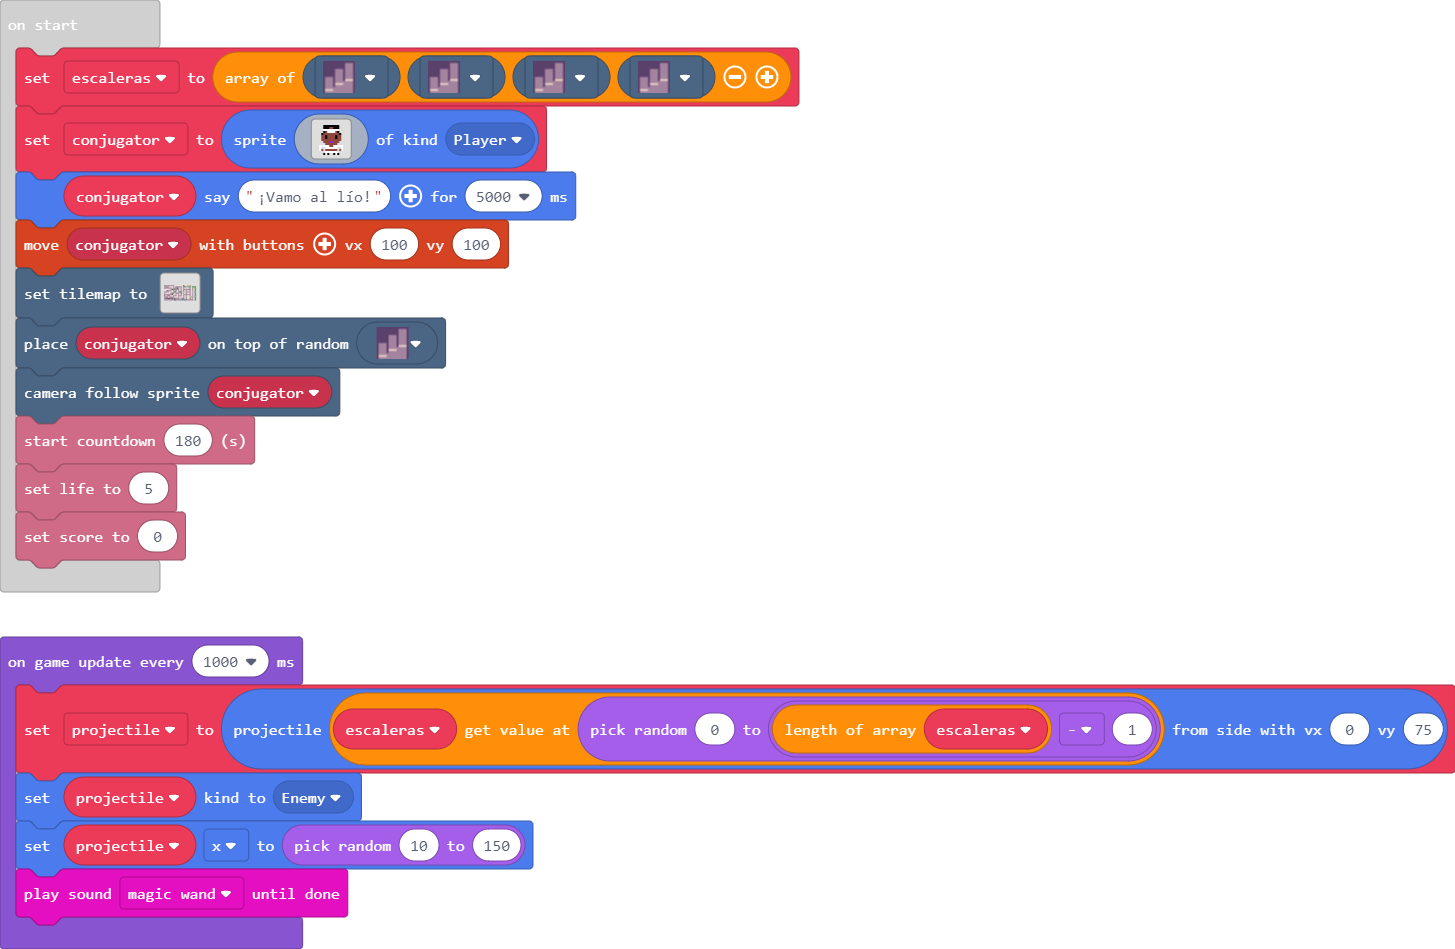 on start
set escaleras to array of
set conjugator to sprite of kind Player
conjugator say "¡Vamo al lío!" for 5000 ms
move conjugator with buttons vx 100 vy 100
set tilemap to
place conjugator on top of random
camera follow sprite conjugator
start countdown 180 (s)
set life to 5
set score to 0
on game update every 1000 ms
set projectile to projectile escaleras get value at pick random 0 to length of array escaleras - 1 from side with vx 0 vy 75
set projectile kind to Enemy
set projectile x to pick random 10 to 150
play sound magic wand until done